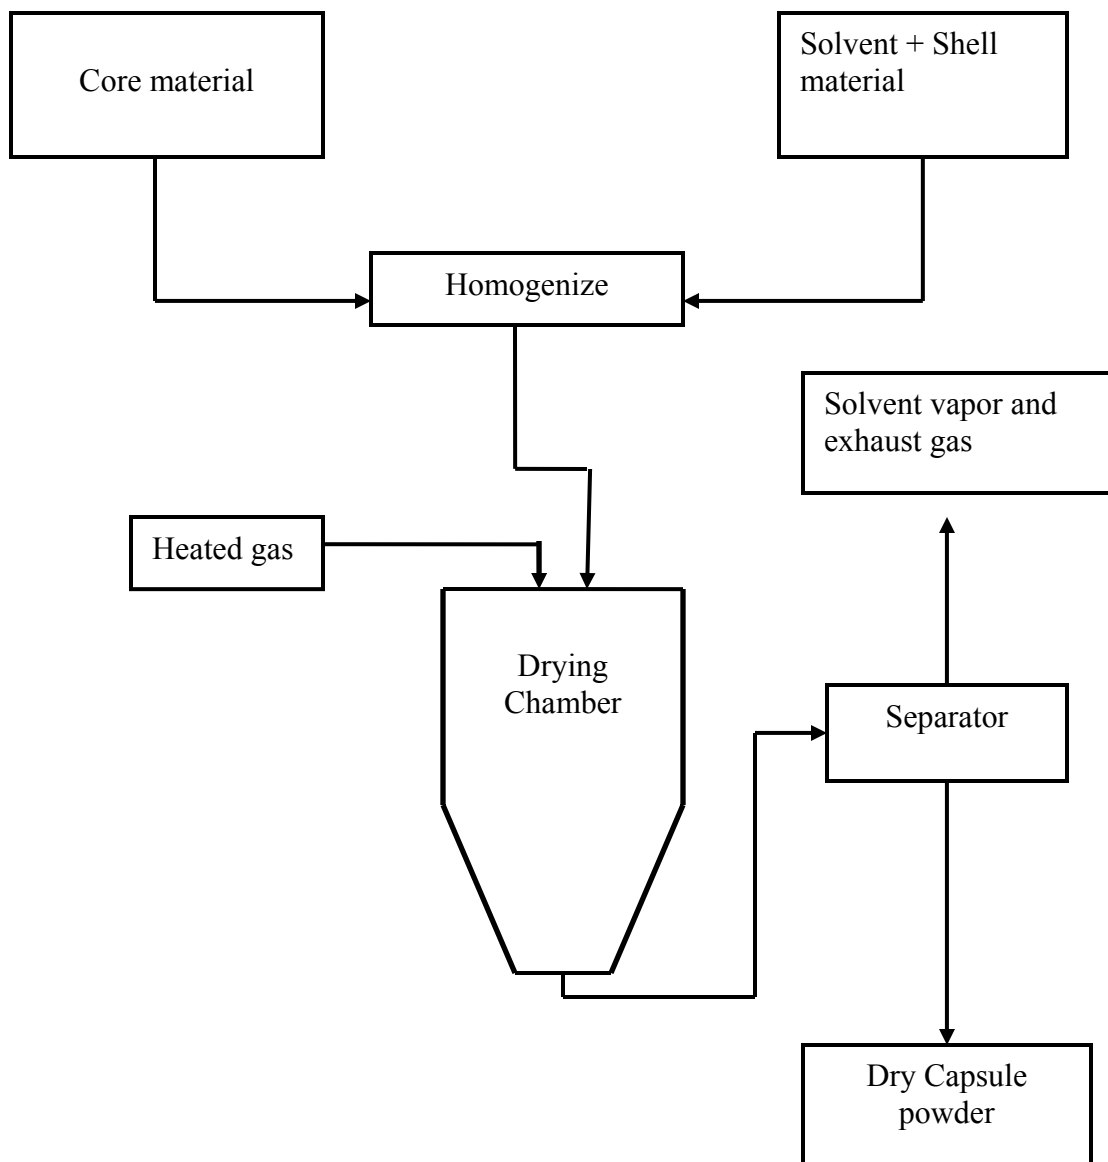 Core material
Solvent + Shell
material
Homogenize
Solvent vapor and
exhaust gas
Heated gas
Drying
Chamber
Separator
Dry Capsule
powder